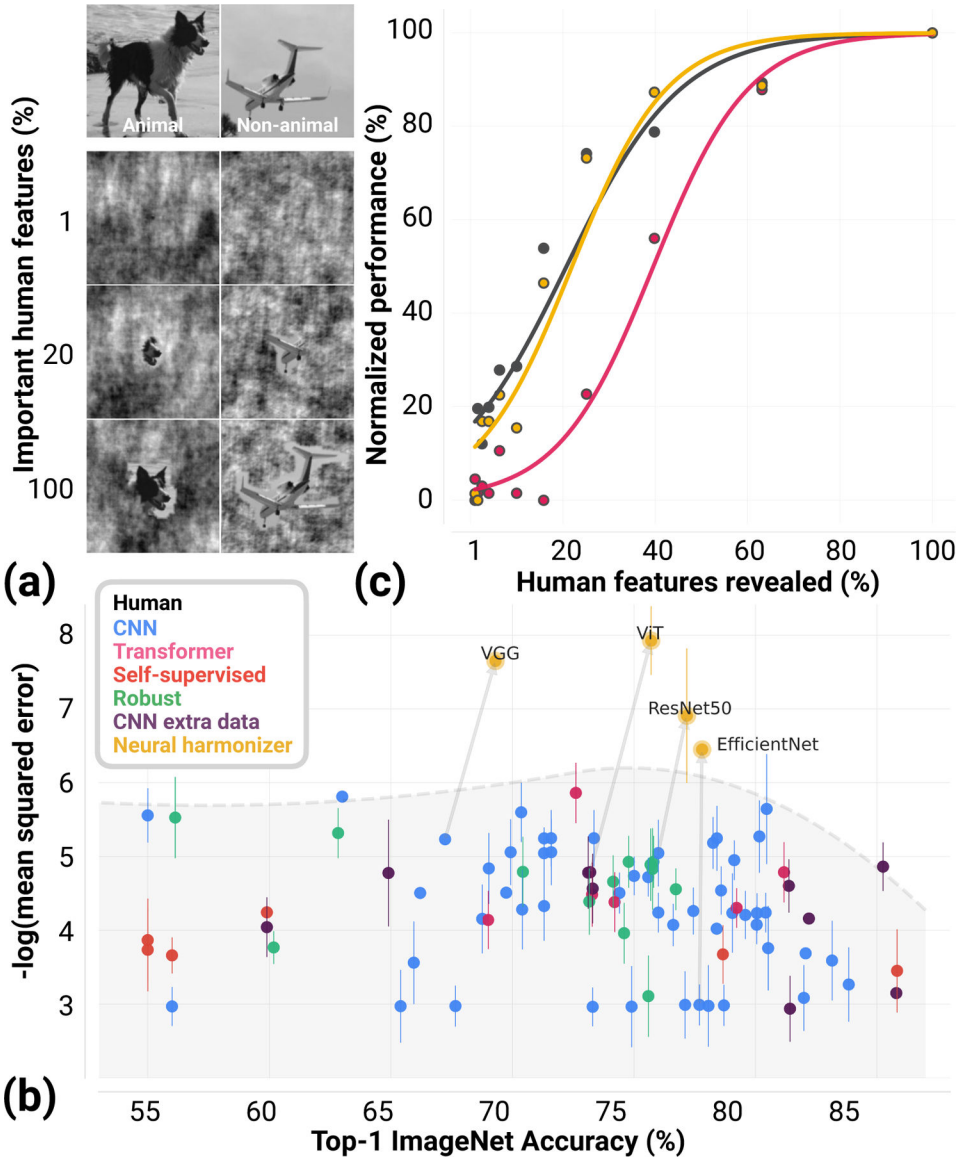 Important human features (%)
Animal
Non-animal
1
20
100
(a)
Normalized performance (%)
100
80
60
40
20
0
1
20
40
60
80
100
Human features revealed (%)
(c)
Human
CNN
Transformer
Self-supervised
Robust
CNN extra data
Neural harmonizer
-log(mean squared error)
8
7
6
5
4
3
VGG
ViT
ResNet50
EfficientNet
55
60
65
70
75
80
85
Top-1 ImageNet Accuracy (%)
(b)